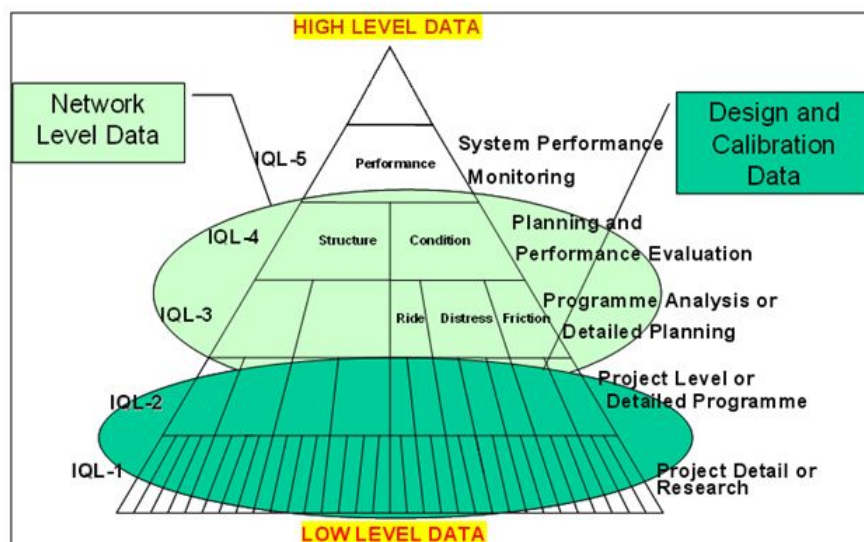 HIGH LEVEL DATA
Network
Level Data
Design and
Calibration
Data
IQL-5
Performance
System Performance
Monitoring
IQL-4
Structure
Condition
Planning and
Performance Evaluation
IQL-3
Ride
Distress
Friction
Programme Analysis or
Detailed Planning
IQL-2
Project Level or
Detailed Programme
IQL-1
Project Detail or
Research
LOW LEVEL DATA